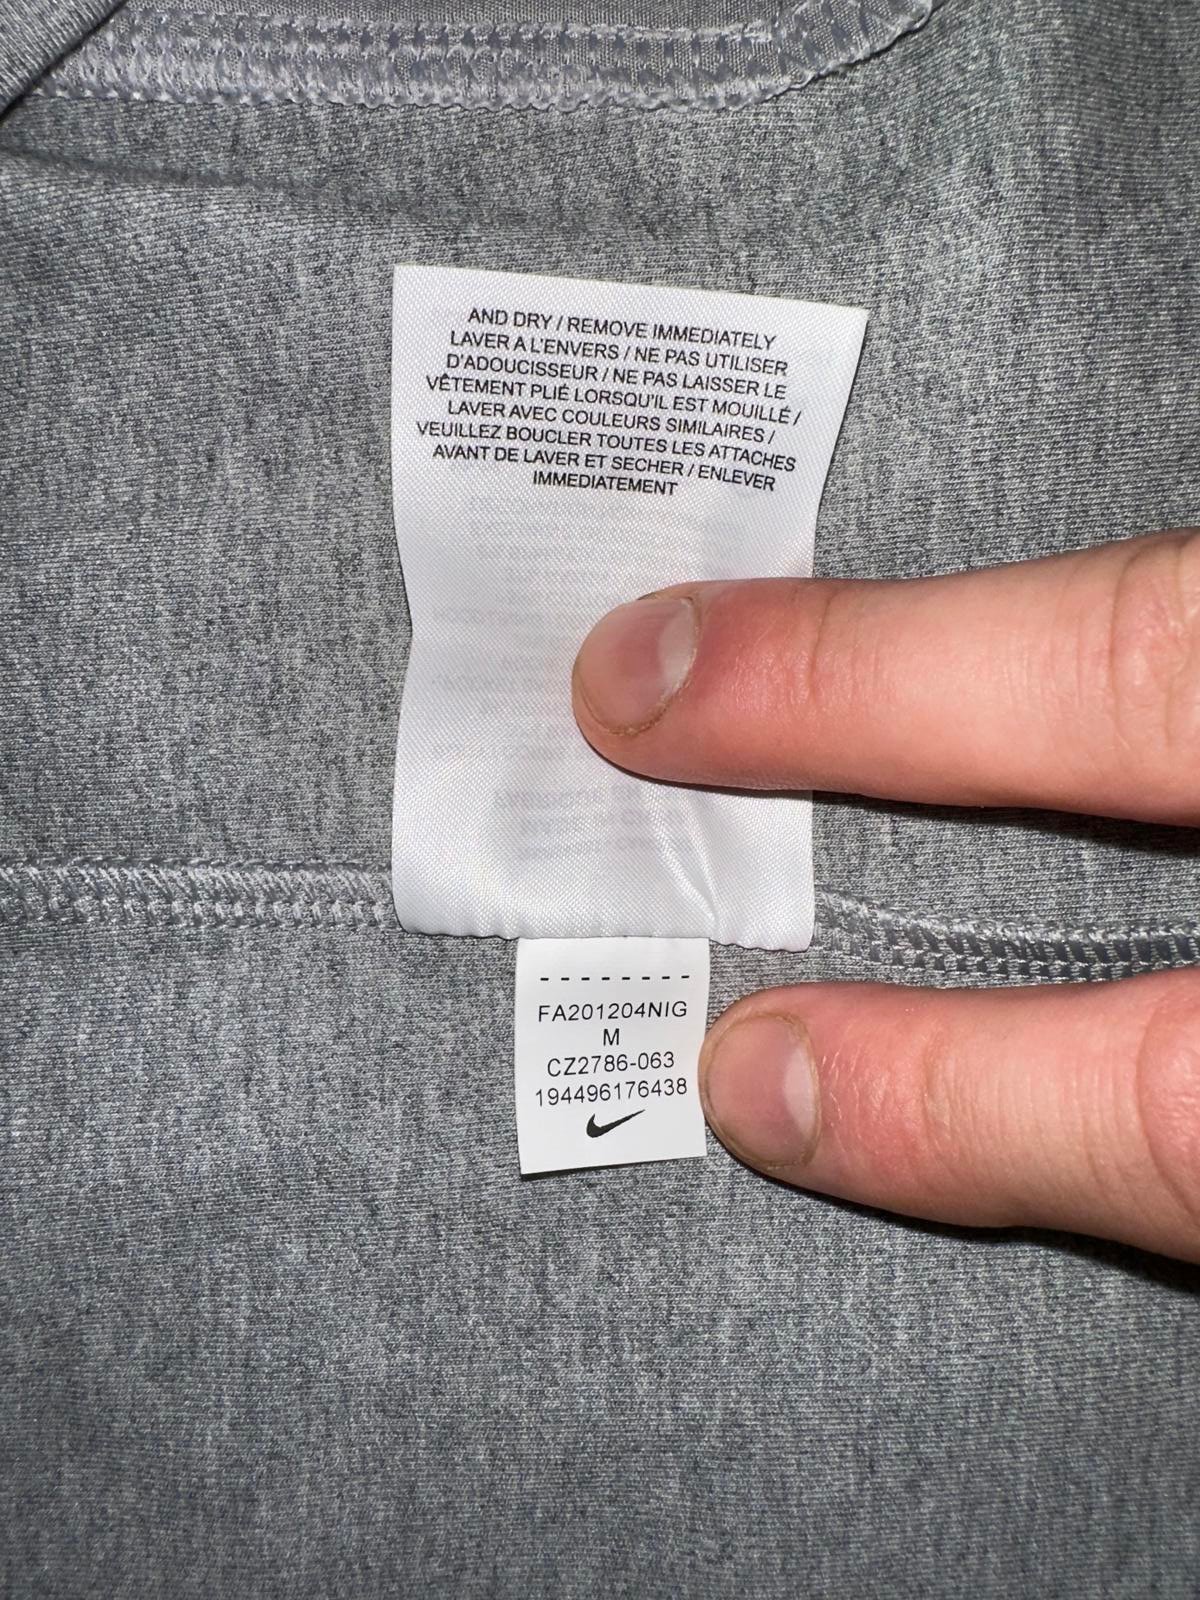 AND DRY / REMOVE IMMEDIATELY
LAVER A L'ENVERS / NE PAS UTILISER
D'ADOUCISSEUR / NE PAS LAISSER LE
VÊTEMENT PLIÉ LORSQU'IL EST MOUILLÉ /
LAVER AVEC COULEURS SIMILAIRES /
VEUILLEZ BOUCLER TOUTES LES ATTACHES
AVANT DE LAVER ET SECHER / ENLEVER
IMMEDIATEMENT
FA201204NIG
M
CZ2786-063
194496176438